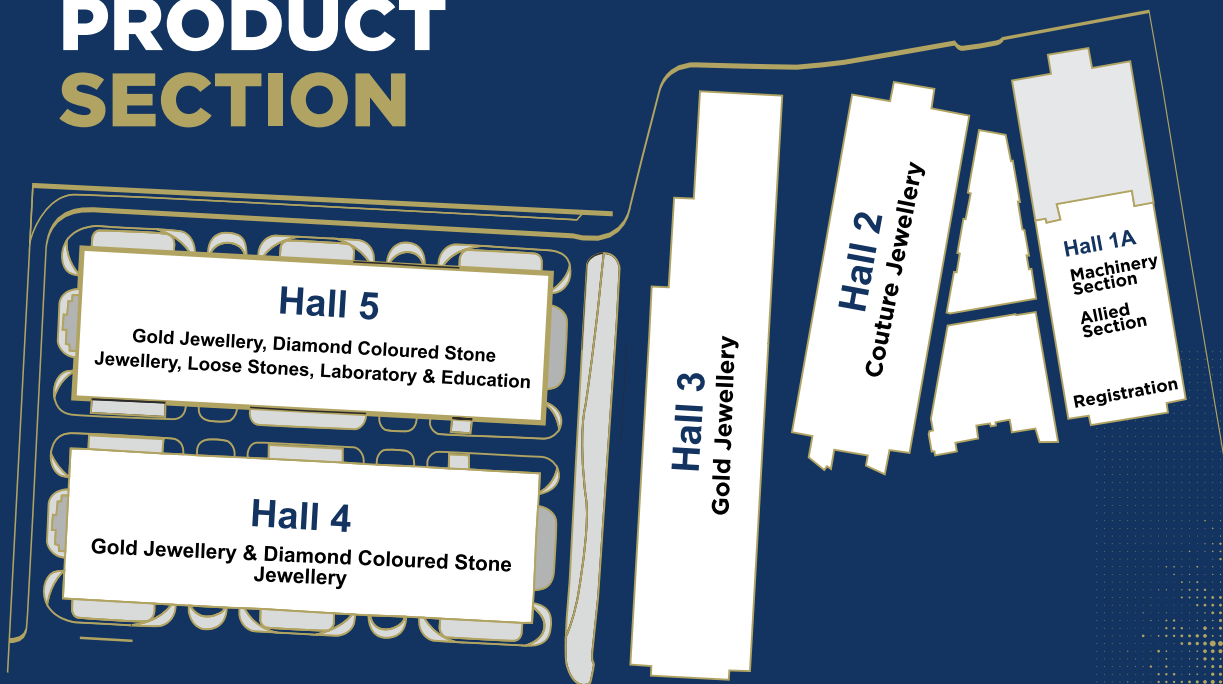 PRODUCT
SECTION
Hall 5
Gold Jewellery, Diamond Coloured Stone
Jewellery, Loose Stones, Laboratory & Education
Hall 4
Gold Jewellery & Diamond Coloured Stone
Jewellery
Hall 3
Gold Jewellery
Hall 2
Couture Jewellery
Hall 1A
Machinery
Section
Allied
Section
Registration